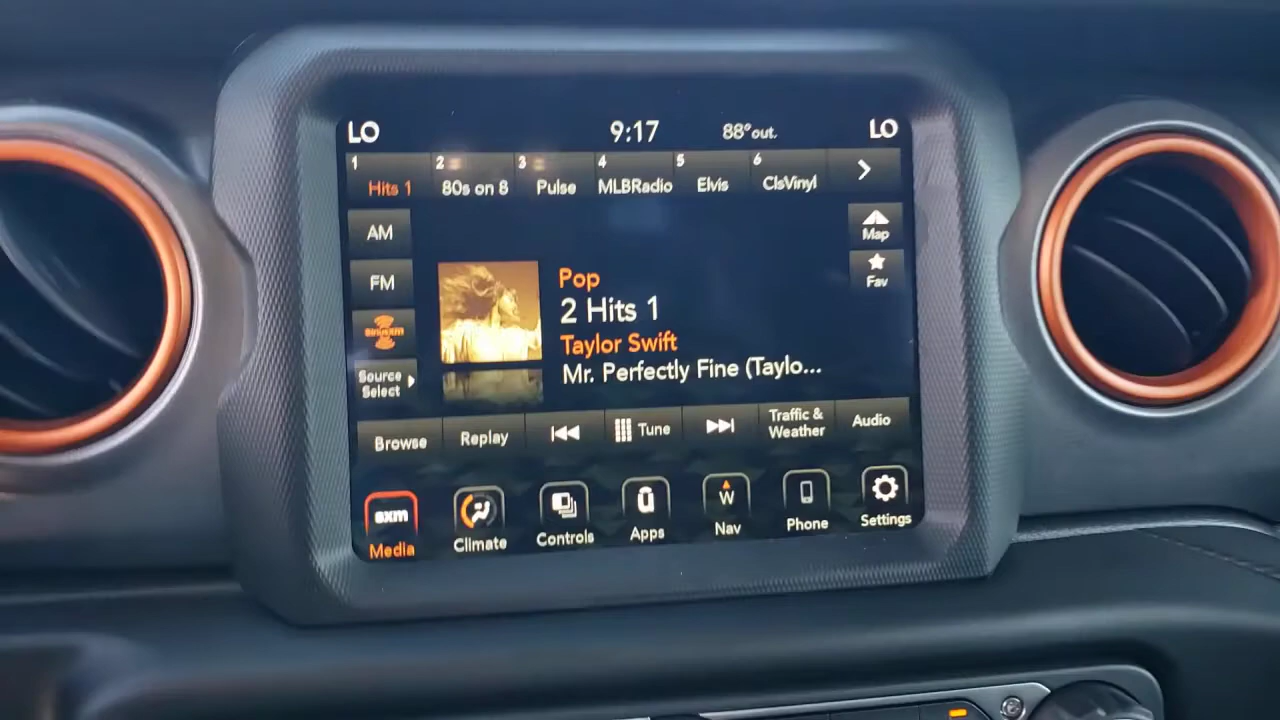 LO 9:17 88°out. LO
1 2 3 4 5 6
Hits 1 80s on 8 Pulse MLBRadio Elvis ClsVinyl
AM
Map
FM
Fav
Pop
2 Hits 1
siriusxm
Taylor Swift
Mr. Perfectly Fine (Taylo...
Source
Select
Browse Replay Tune Traffic & Weather Audio
sxm W
Media Climate Controls Apps Nav Phone Settings